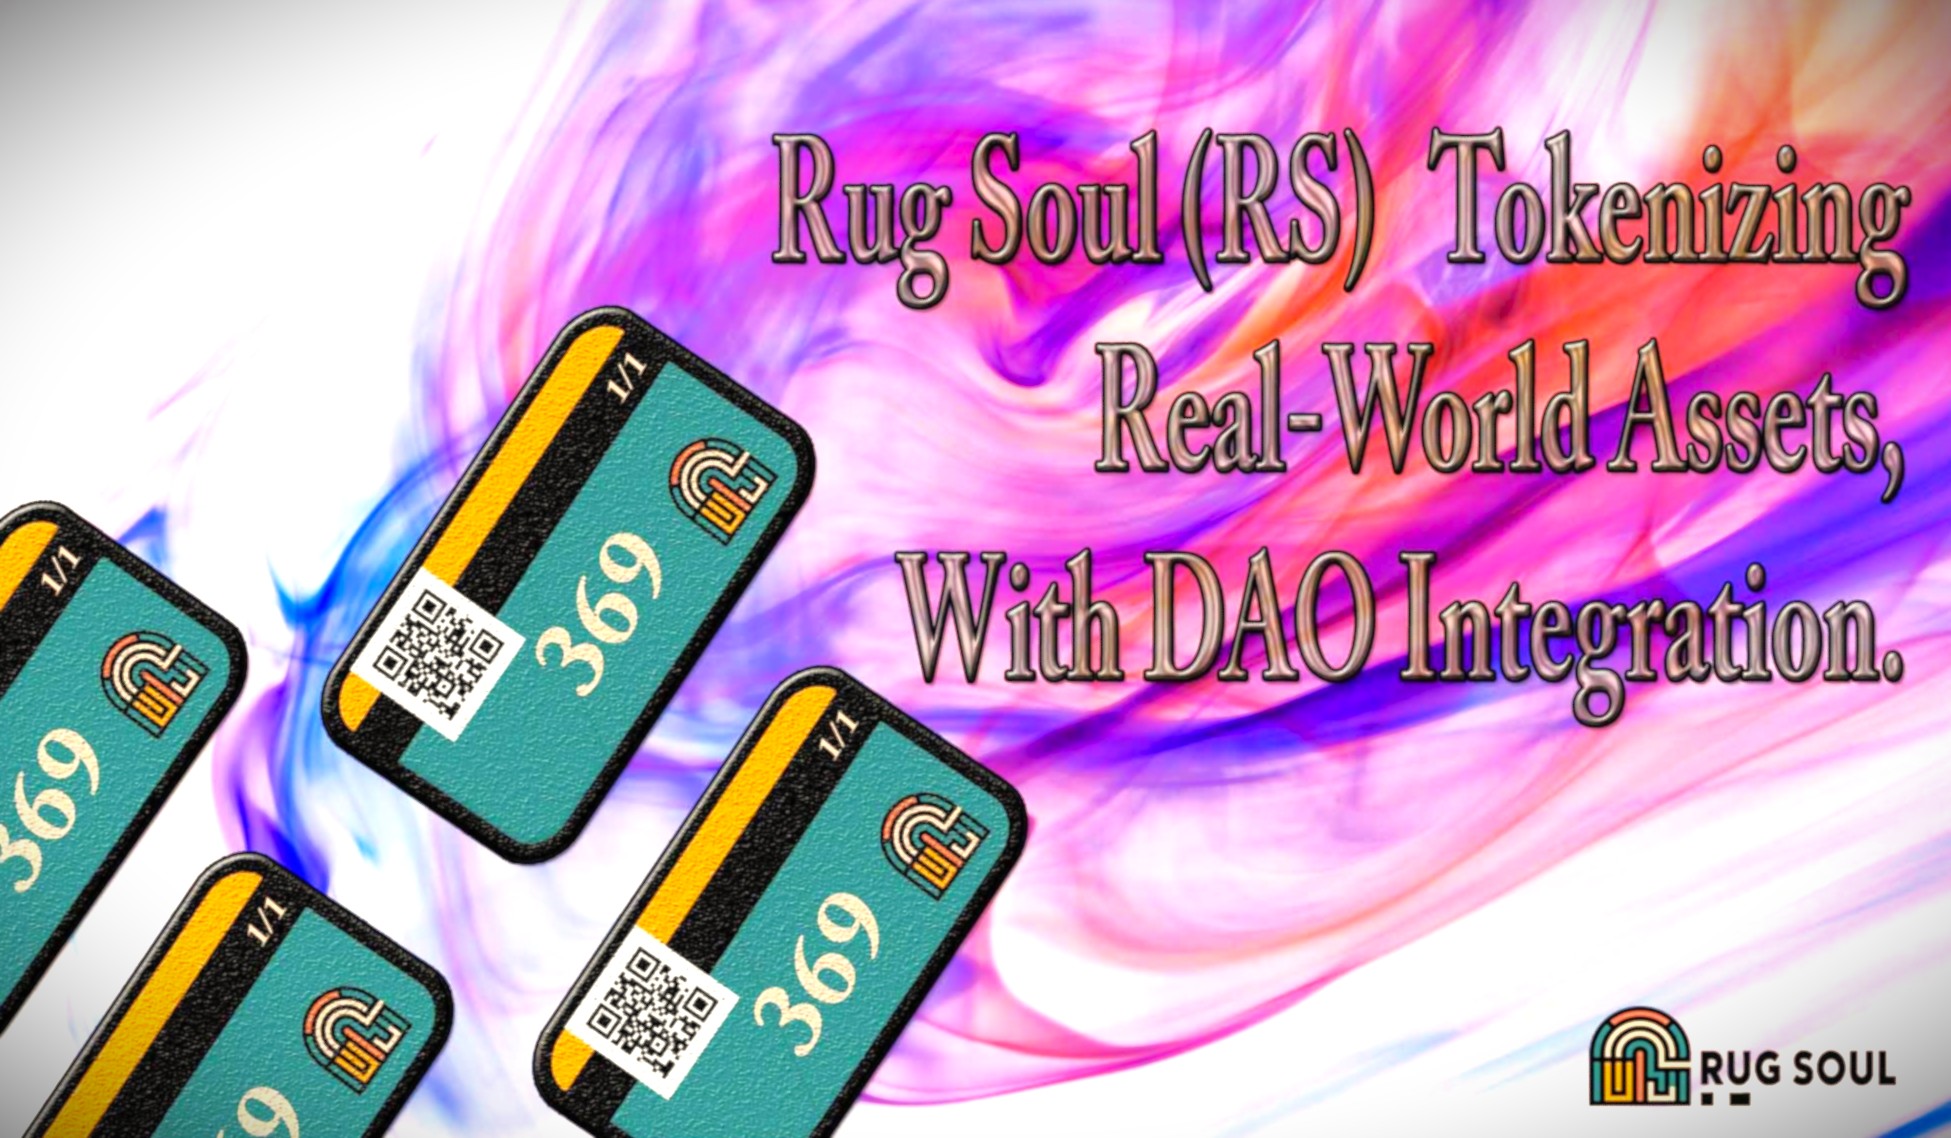 Rug Soul (RS) Tokenizing
Real-World Assets,
With DAO Integration.
1/1
369
1/1
369
1/1
369
1/1
369
RUG SOUL